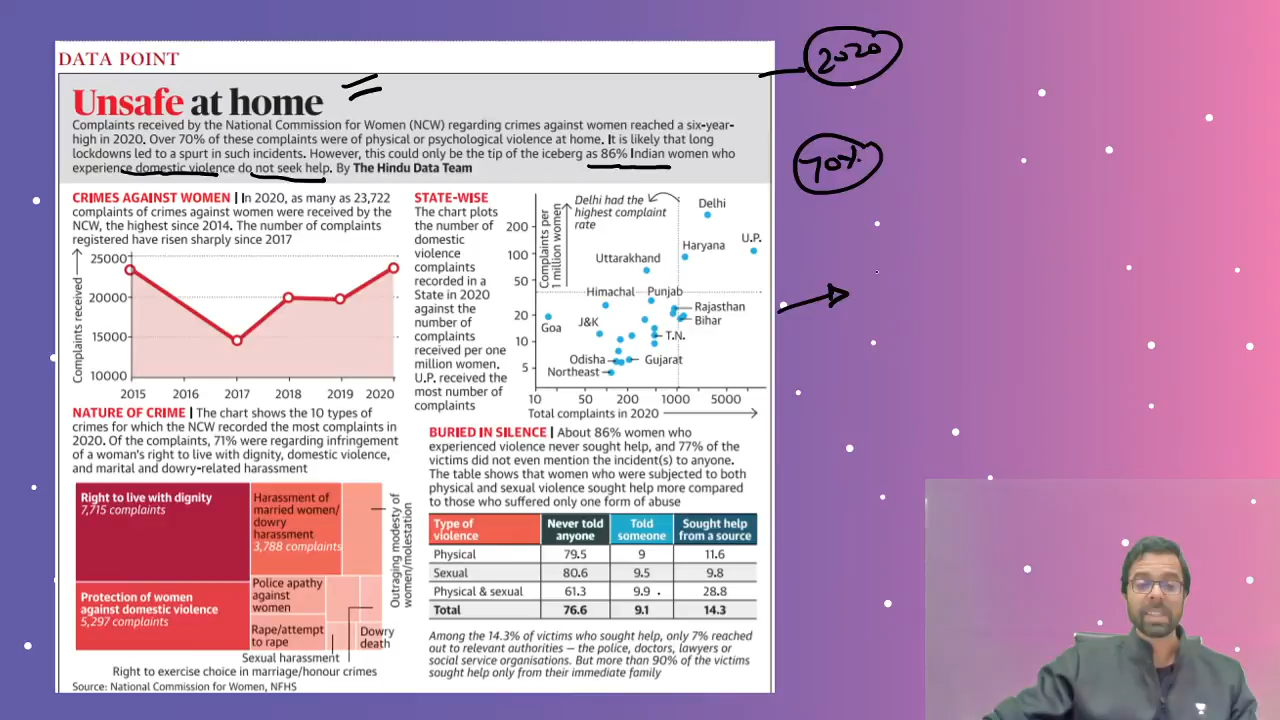 DATA POINT
2020
Unsafe at home
Complaints received by the National Commission for Women (NCW) regarding crimes against women reached a six-year-
high in 2020. Over 70% of these complaints were of physical or psychological violence at home. It is likely that long
lockdowns led to a spurt in such incidents. However, this could only be the tip of the iceberg as 86% Indian women who
experience domestic violence do not seek help. By The Hindu Data Team
70%
CRIMES AGAINST WOMEN | In 2020, as many as 23,722
complaints of crimes against women were received by the
NCW, the highest since 2014. The number of complaints
registered have risen sharply since 2017
Complaints received
25000
20000
15000
10000
2015
2017
2018
2019
2020
STATE-WISE
The chart plots
the number of
domestic
violence
complaints
recorded in a
State in 2020
against the
number of
complaints
received per one
million women.
U.P. received the
most number of
complaints
Complaints per
1 million women
Delhi had the
highest complaint
rate
200
100
50
20
10
5
Delhi
U.P.
Haryana
Uttarakhand
Himachal
Punjab
Rajasthan
Goa
J&K
Bihar
T.N.
Odisha
Gujarat
Northeast
10
50
200
1000
5000
Total complaints in 2020
NATURE OF CRIME | The chart shows the 10 types of
crimes for which the NCW recorded the most complaints in
2020. Of the complaints, 71% were regarding infringement
of a woman's right to live with dignity, domestic violence,
and marital and dowry-related harassment
Right to live with dignity
7,715 complaints
Harassment of
married women/
dowry
harassment
3,788 complaints
Outraging modesty of
women/molestation
Protection of women
against domestic violence
5,297 complaints
Police apathy
against
women
Rape/attempt
to rape
Dowry
death
Sexual harassment
Right to exercise choice in marriage/honour crimes
Source: National Commission for Women, NFHS
BURIED IN SILENCE | About 86% women who
experienced violence never sought help, and 77% of the
victims did not even mention the incident(s) to anyone.
The table shows that women who were subjected to both
physical and sexual violence sought help more compared
to those who suffered only one form of abuse
Type of violence Never told anyone Told someone Sought help from a source
Physical 79.5 9 11.6
Sexual 80.6 9.5 9.8
Physical & sexual 61.3 9.9 28.8
Total 76.6 9.1 14.3
Among the 14.3% of victims who sought help, only 7% reached
out to relevant authorities — the police, doctors, lawyers or
social service organisations. But more than 90% of the victims
sought help only from their immediate family